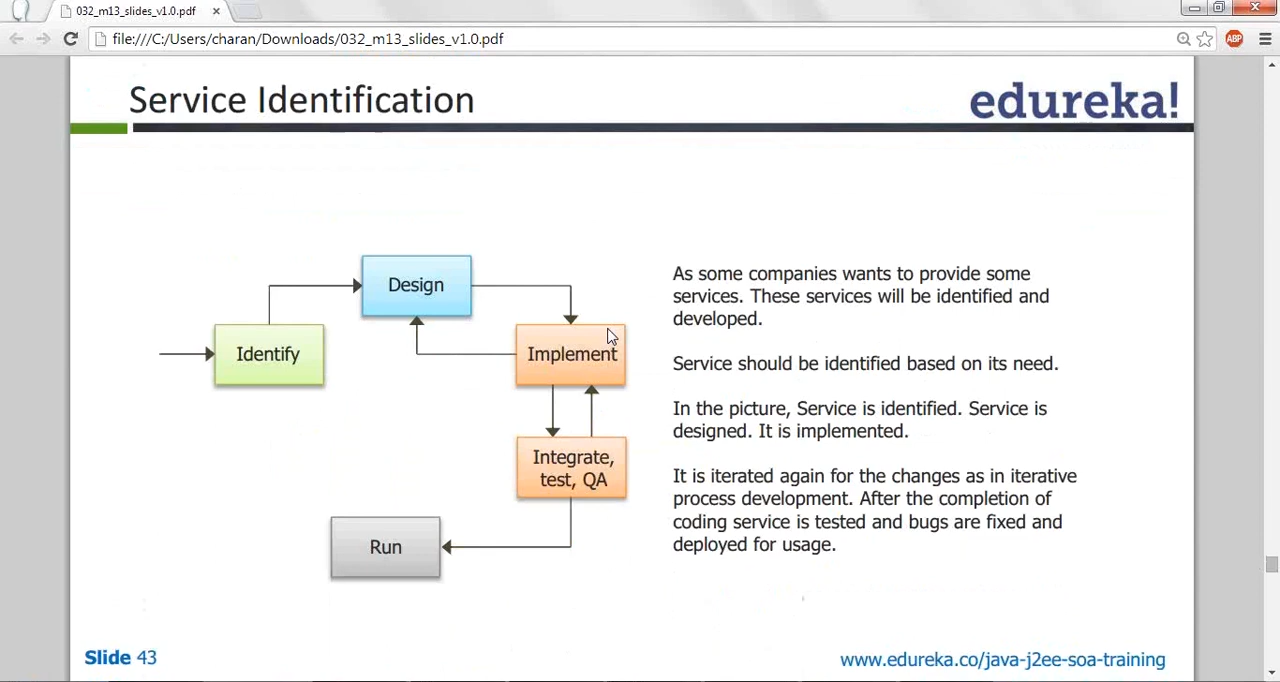 032_m13_slides_v1.0.pdf
file:///C:/Users/charan/Downloads/032_m13_slides_v1.0.pdf
ABP
Service Identification
edureka!
Design
Identify
Implement
Integrate,
test, QA
Run
As some companies wants to provide some
services. These services will be identified and
developed.
Service should be identified based on its need.
In the picture, Service is identified. Service is
designed. It is implemented.
It is iterated again for the changes as in iterative
process development. After the completion of
coding service is tested and bugs are fixed and
deployed for usage.
Slide 43
www.edureka.co/java-j2ee-soa-training